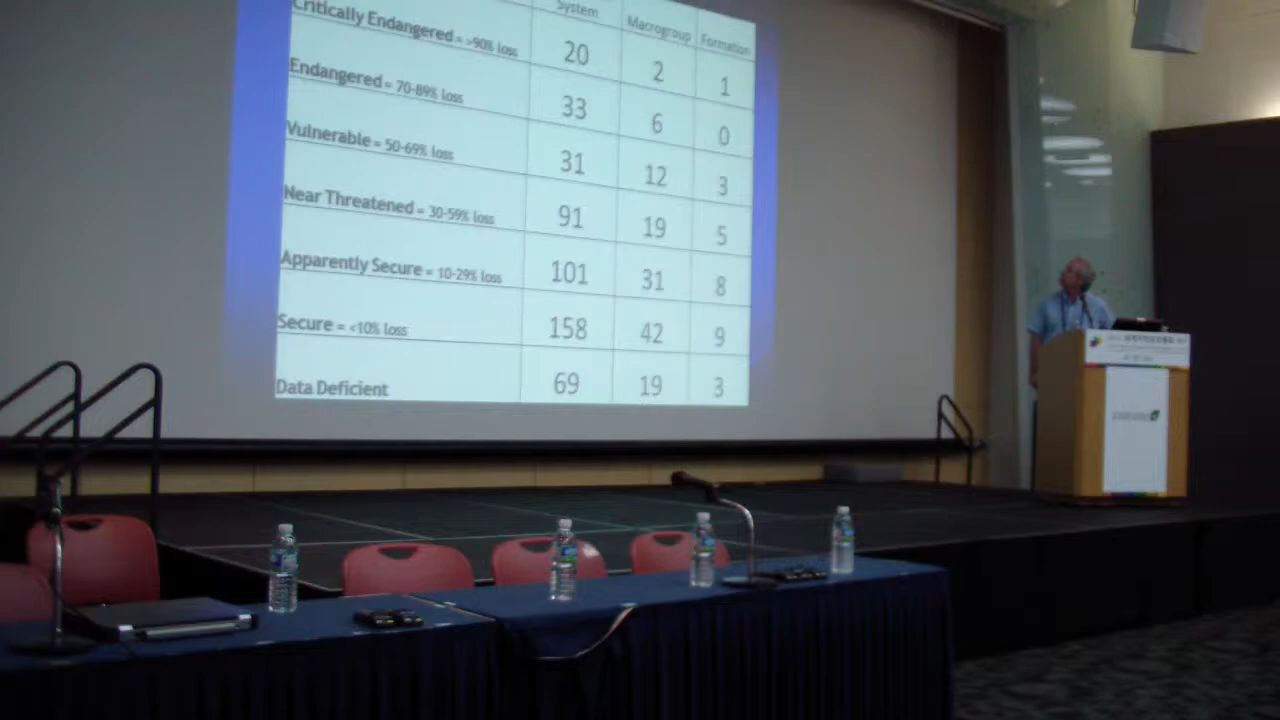 System Macrogroup Formation
Critically Endangered = >90% loss 20 2 1
Endangered = 70-89% loss 33 6 0
Vulnerable = 50-69% loss 31 12 3
Near Threatened = 30-59% loss 91 19 5
Apparently Secure = 10-29% loss 101 31 8
Secure = <10% loss 158 42 9
Data Deficient 69 19 3